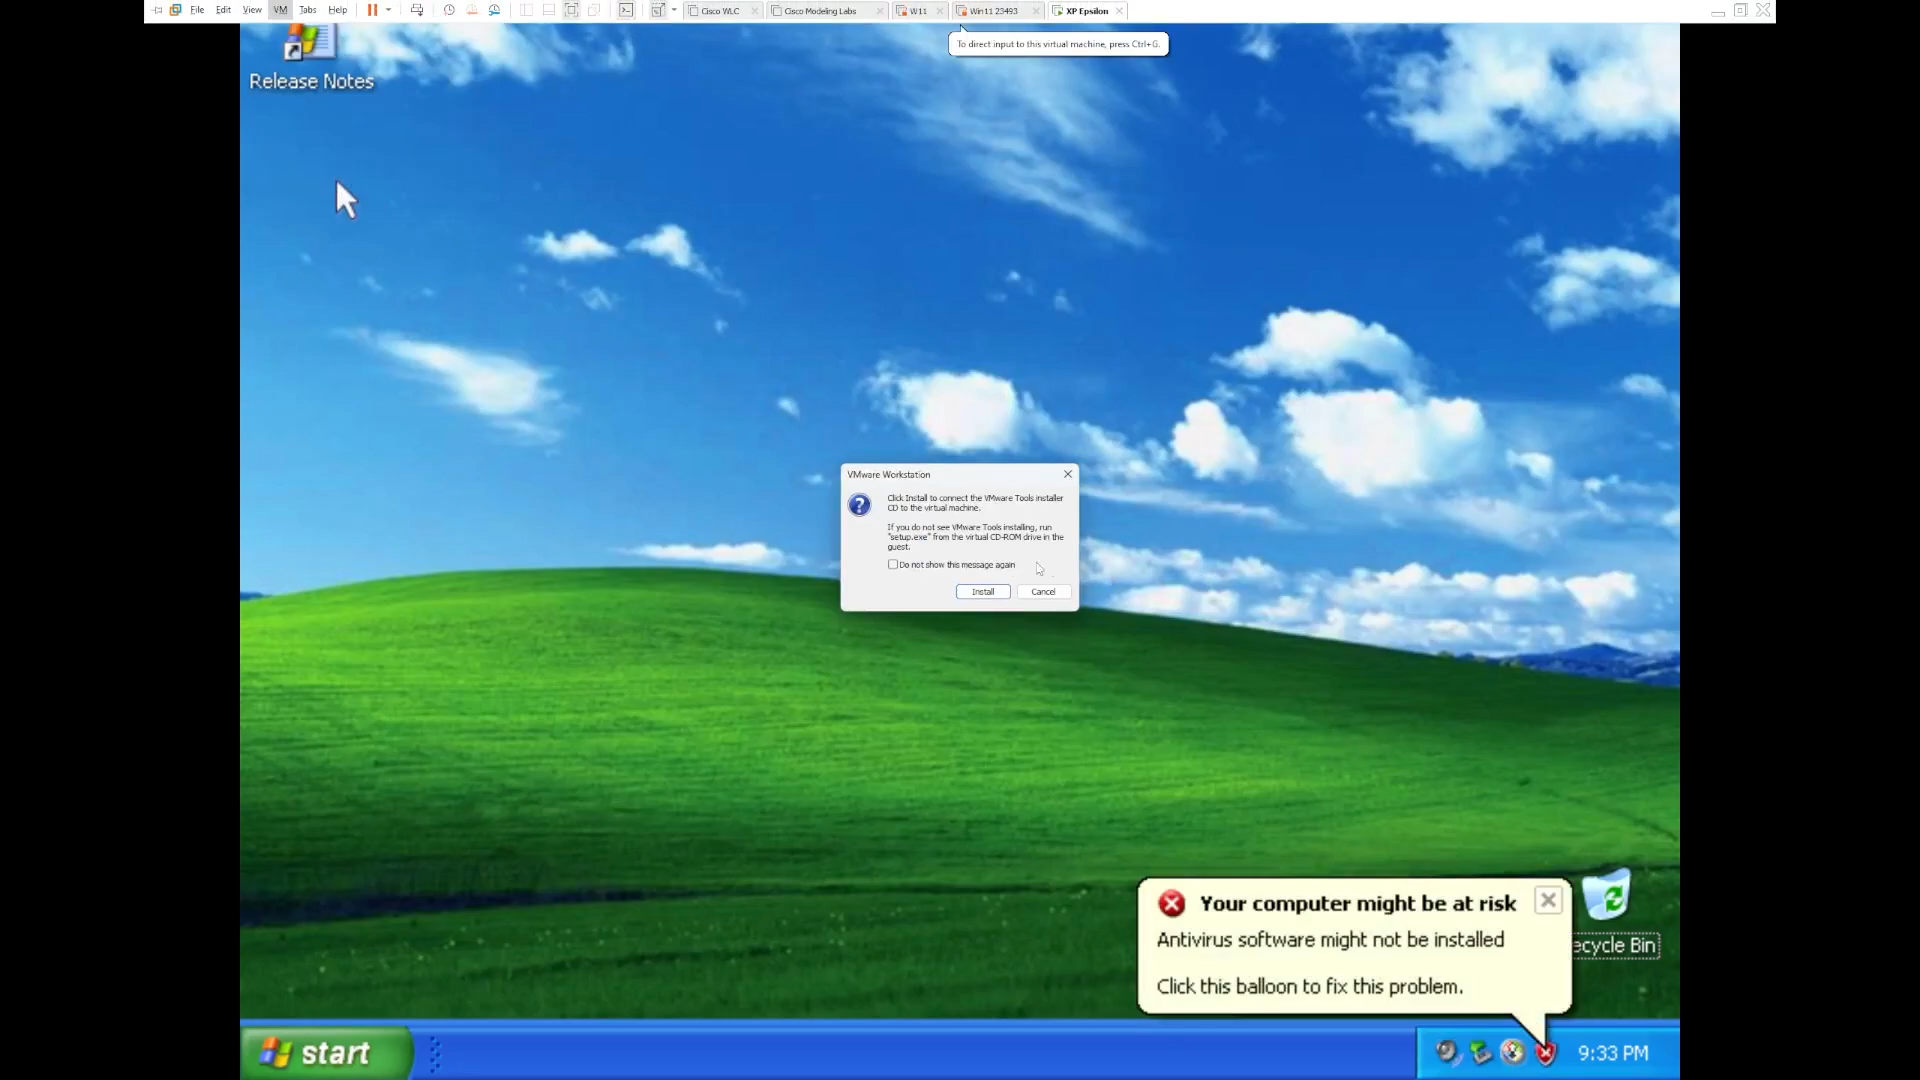 File Edit View VM Tabs Help Cisco WLC Cisco Modeling Labs W11 Win11 23493 XP Epsilon
To direct input to this virtual machine, press Ctrl+G.
Release Notes
VMware Workstation
Click Install to connect the VMware Tools installer
CD to the virtual machine.
If you do not see VMware Tools installing, run
"setup.exe" from the virtual CD-ROM drive in the
guest.
Do not show this message again
Install Cancel
Your computer might be at risk
Antivirus software might not be installed
Click this balloon to fix this problem.
ecycle Bin
start 9:33 PM